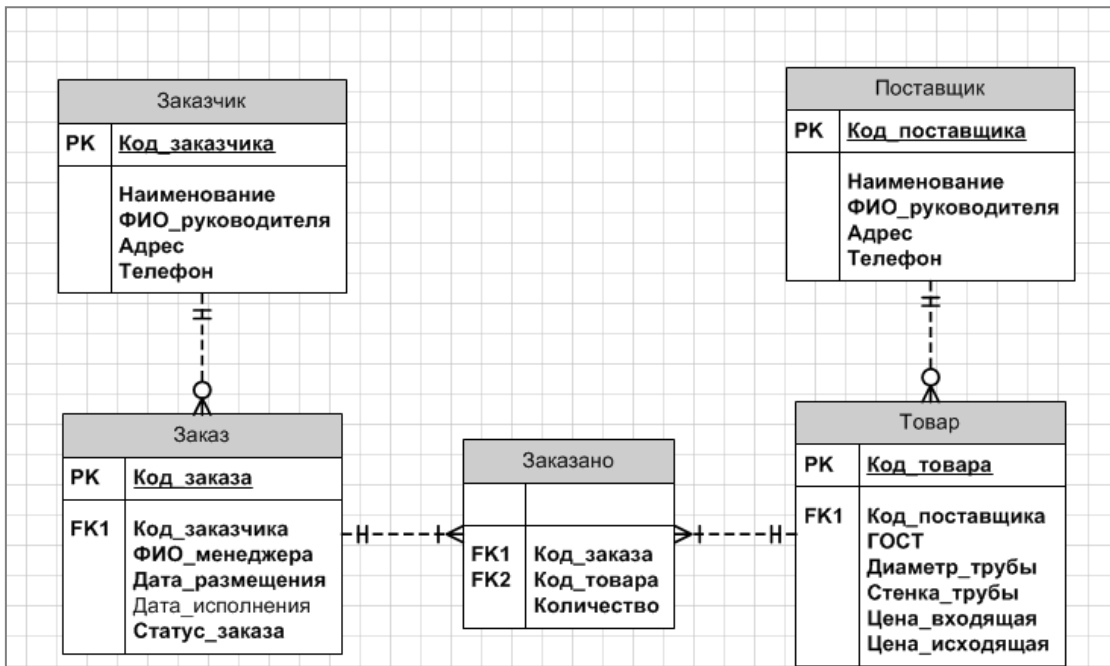 Заказчик
PK Код_заказчика
Наименование
ФИО_руководителя
Адрес
Телефон
Поставщик
PK Код_поставщика
Наименование
ФИО_руководителя
Адрес
Телефон
Заказ
PK Код_заказа
FK1 Код_заказчика
ФИО_менеджера
Дата_размещения
Дата_исполнения
Статус_заказа
Заказано
FK1 Код_заказа
FK2 Код_товара
Количество
Товар
PK Код_товара
FK1 Код_поставщика
ГОСТ
Диаметр_трубы
Стенка_трубы
Цена_входящая
Цена_исходящая